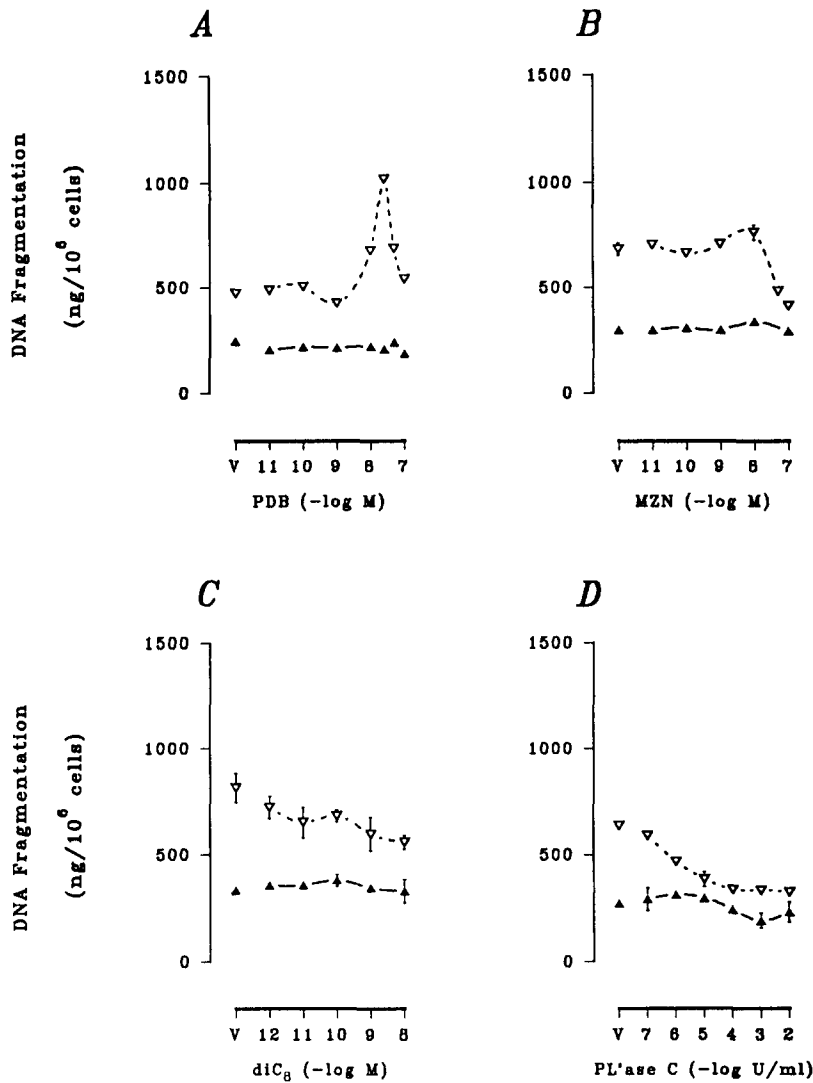 A
B
1500
1000
500
0
DNA Fragmentation
(ng/10⁶ cells)
V 11 10 9 8 7
PDB (-log M)
1500
1000
500
0
V 11 10 9 8 7
MZN (-log M)
C
D
1500
1000
500
0
DNA Fragmentation
(ng/10⁶ cells)
V 12 11 10 9 8
diC₈ (-log M)
1500
1000
500
0
V 7 6 5 4 3 2
PL'ase C (-log U/ml)